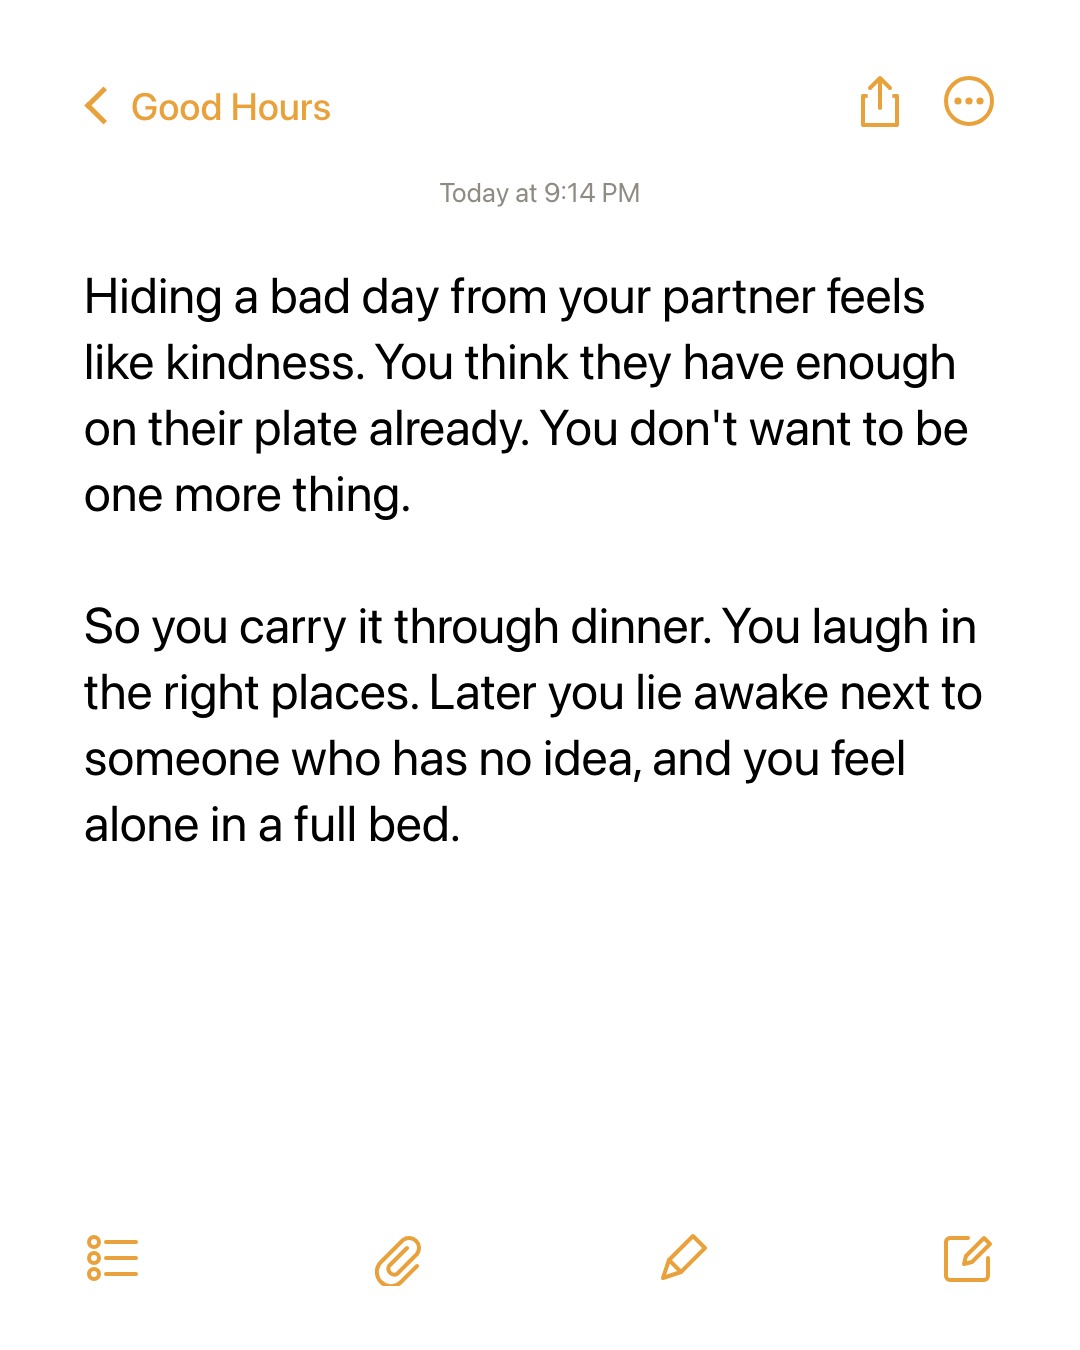 Good Hours
Today at 9:14 PM
Hiding a bad day from your partner feels
like kindness. You think they have enough
on their plate already. You don't want to be
one more thing.
So you carry it through dinner. You laugh in
the right places. Later you lie awake next to
someone who has no idea, and you feel
alone in a full bed.